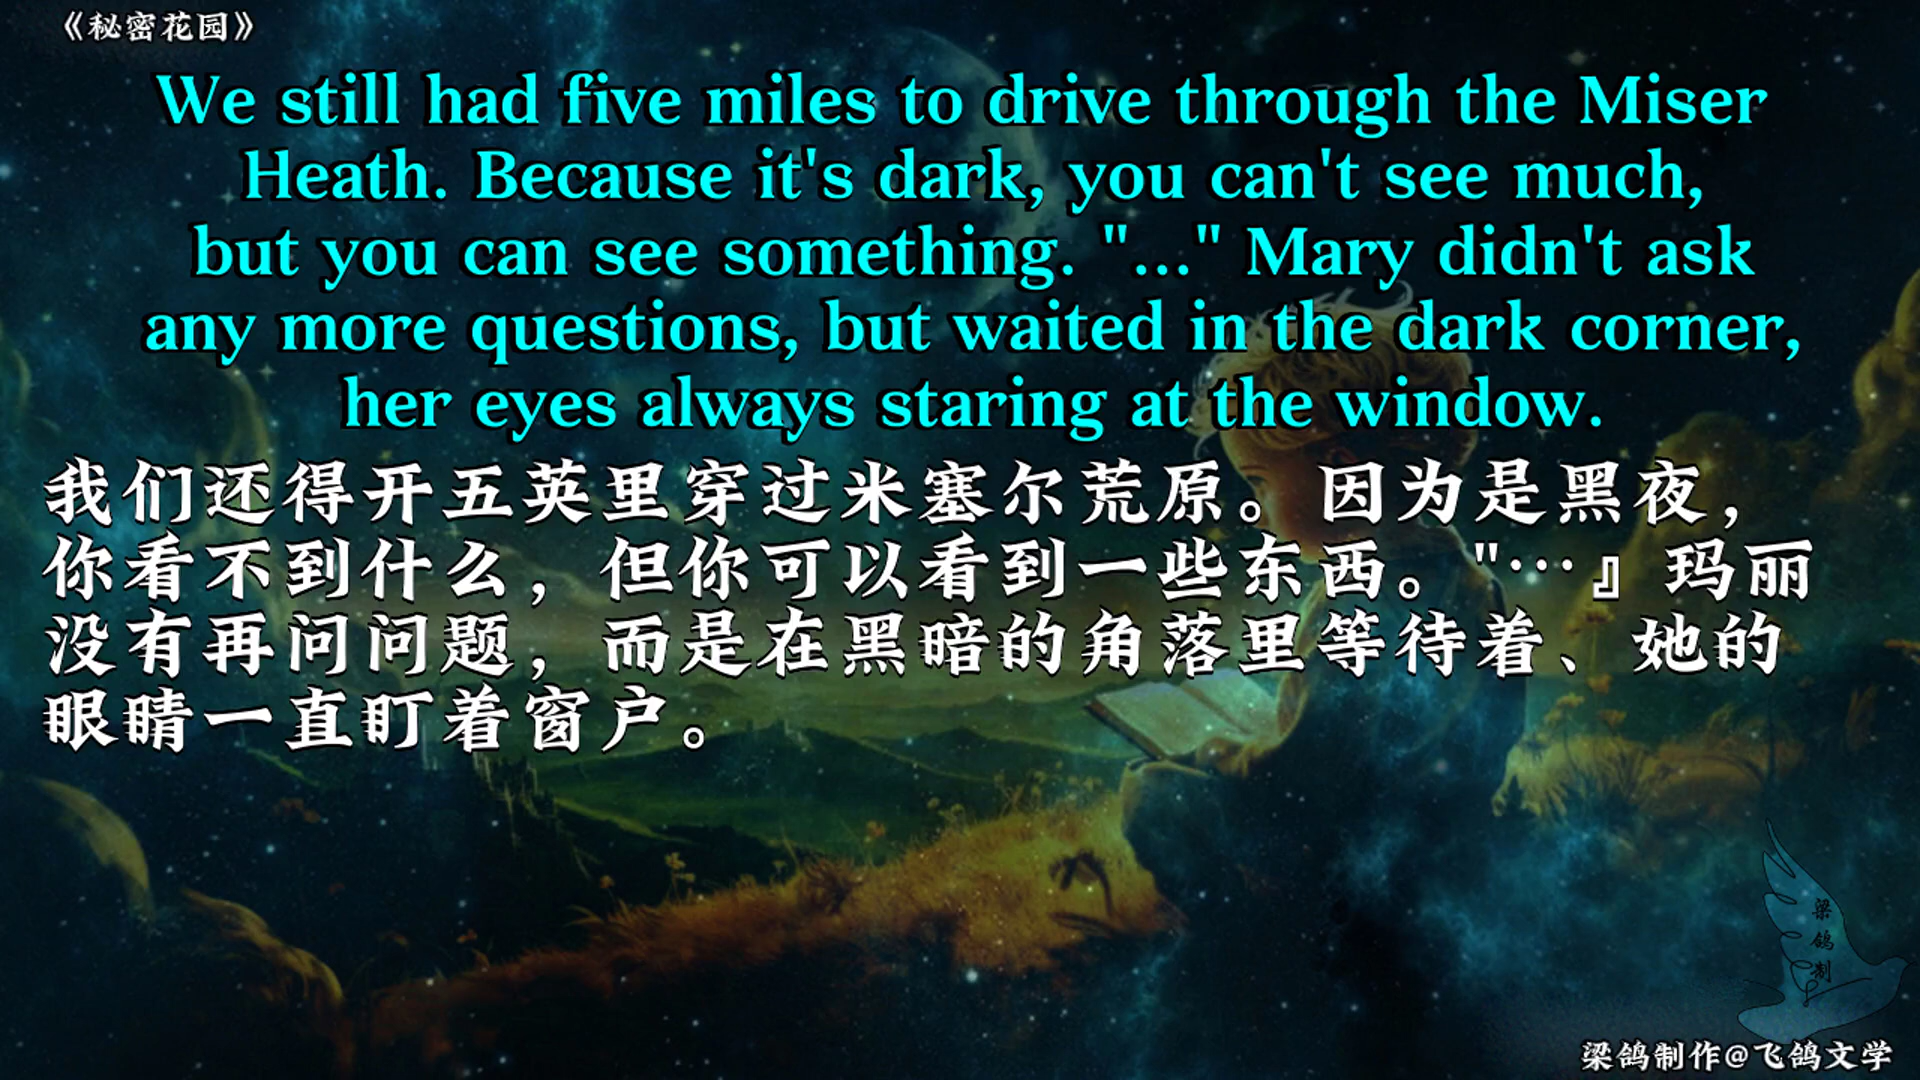 《秘密花园》
We still had five miles to drive through the Miser
Heath. Because it's dark, you can't see much,
but you can see something. "..." Mary didn't ask
any more questions, but waited in the dark corner,
her eyes always staring at the window.
我们还得开五英里穿过米塞尔荒原。因为是黑夜，
你看不到什么，但你可以看到一些东西。"…』玛丽
没有再问问题，而是在黑暗的角落里等待着、她的
眼睛一直盯着窗户。
梁
鸽
制
梁鸽制作@飞鸽文学